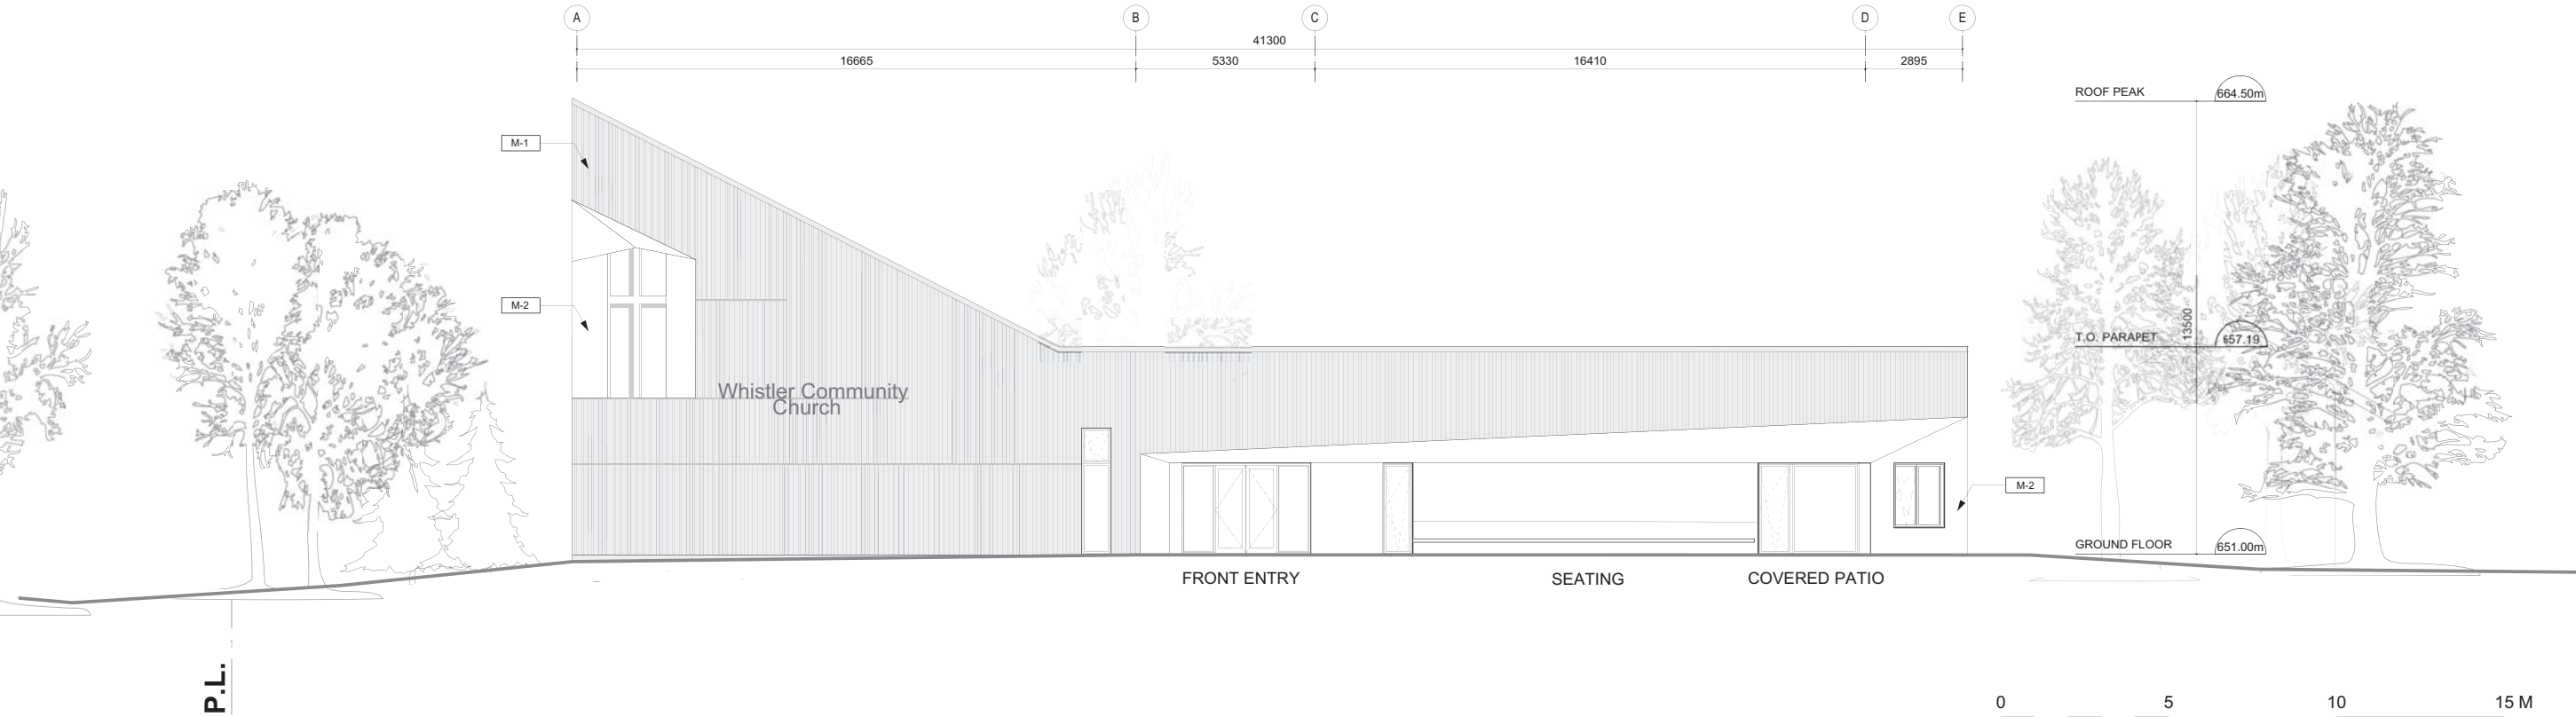 A B C D E
41300
16665 5330 16410 2895
ROOF PEAK 664.50m
M-1
M-2
13500
T.O. PARAPET 657.19
Whistler Community
Church
M-2
GROUND FLOOR 651.00m
FRONT ENTRY SEATING COVERED PATIO
P.L.
0 5 10 15 M